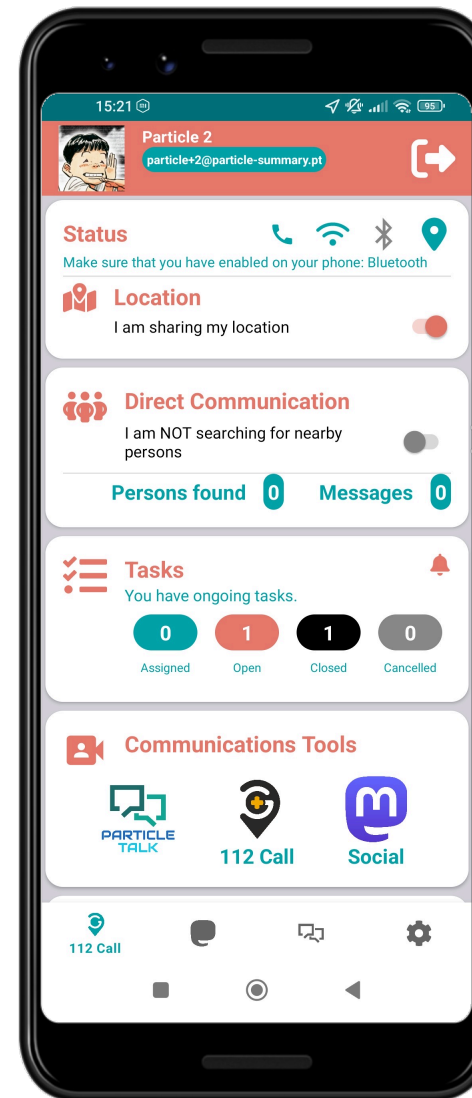 15:21
95
Particle 2
particle+2@particle-summary.pt
Status
Make sure that you have enabled on your phone: Bluetooth
Location
I am sharing my location
Direct Communication
I am NOT searching for nearby
persons
Persons found 0 Messages 0
Tasks
You have ongoing tasks.
0 1 1 0
Assigned Open Closed Cancelled
Communications Tools
PARTICLE
TALK
112 Call
m
Social
112 Call